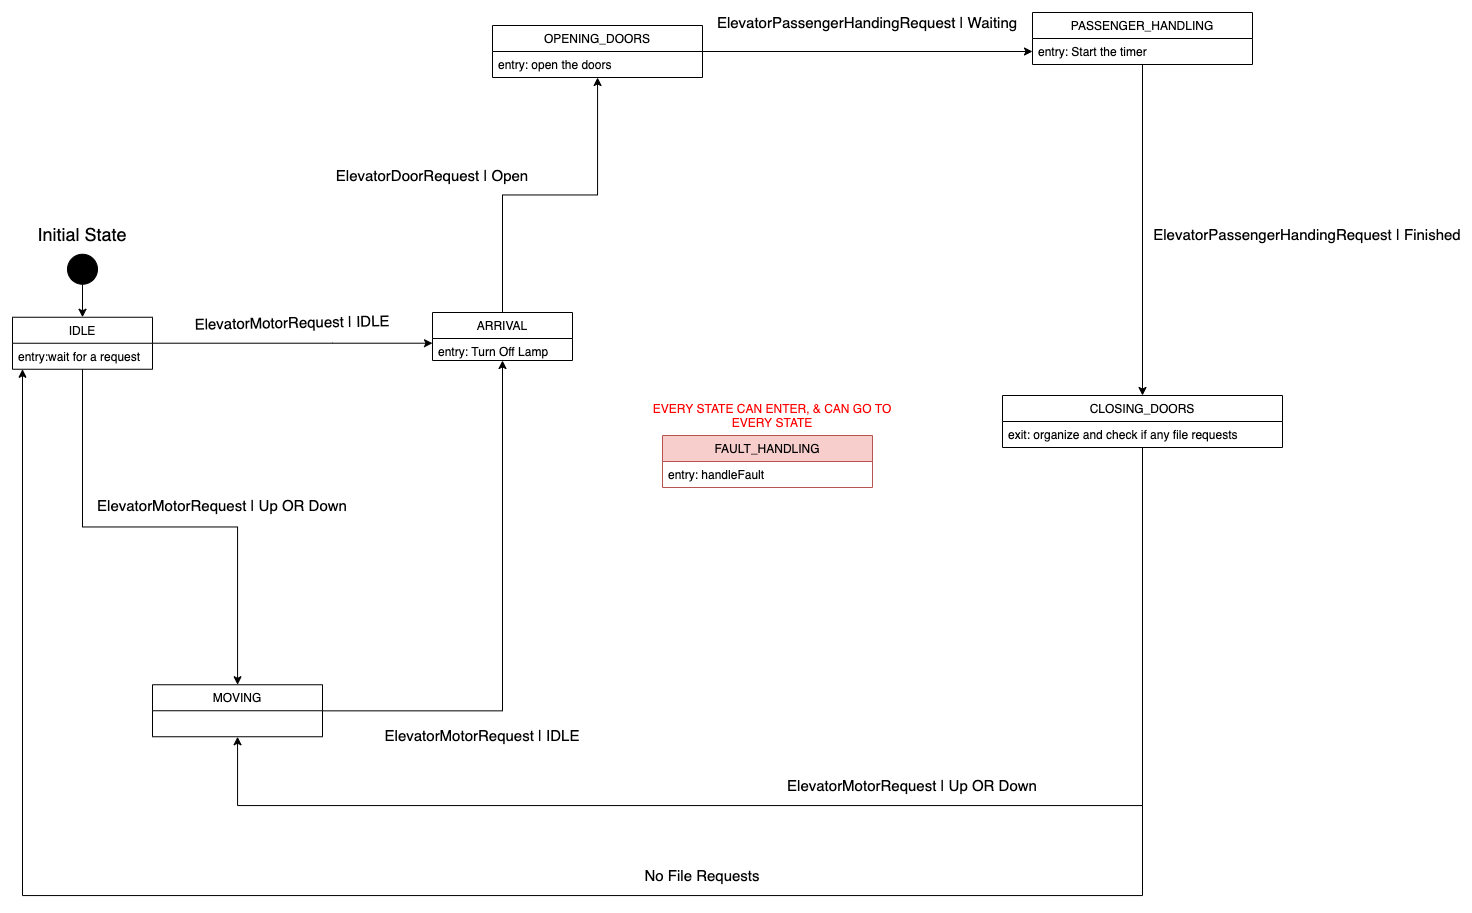 ElevatorPassengerHandingRequest | Waiting
PASSENGER_HANDLING
entry: Start the timer
OPENING_DOORS
entry: open the doors
ElevatorDoorRequest | Open
Initial State
ElevatorPassengerHandingRequest | Finished
IDLE
entry:wait for a request
ElevatorMotorRequest | IDLE
ARRIVAL
entry: Turn Off Lamp
EVERY STATE CAN ENTER, & CAN GO TO
EVERY STATE
FAULT_HANDLING
entry: handleFault
CLOSING_DOORS
exit: organize and check if any file requests
ElevatorMotorRequest | Up OR Down
MOVING
ElevatorMotorRequest | IDLE
ElevatorMotorRequest | Up OR Down
No File Requests